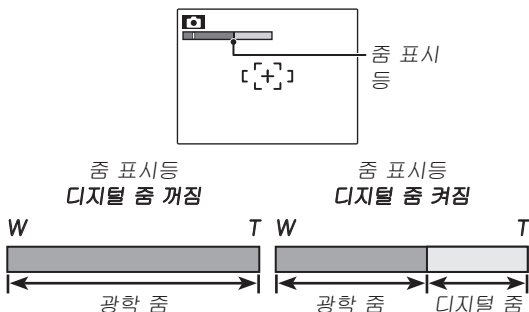 줌 표시
등
줌 표시등
디지털 줌 꺼짐
W T
광학 줌
줌 표시등
디지털 줌 켜짐
W T
광학 줌 디지털 줌